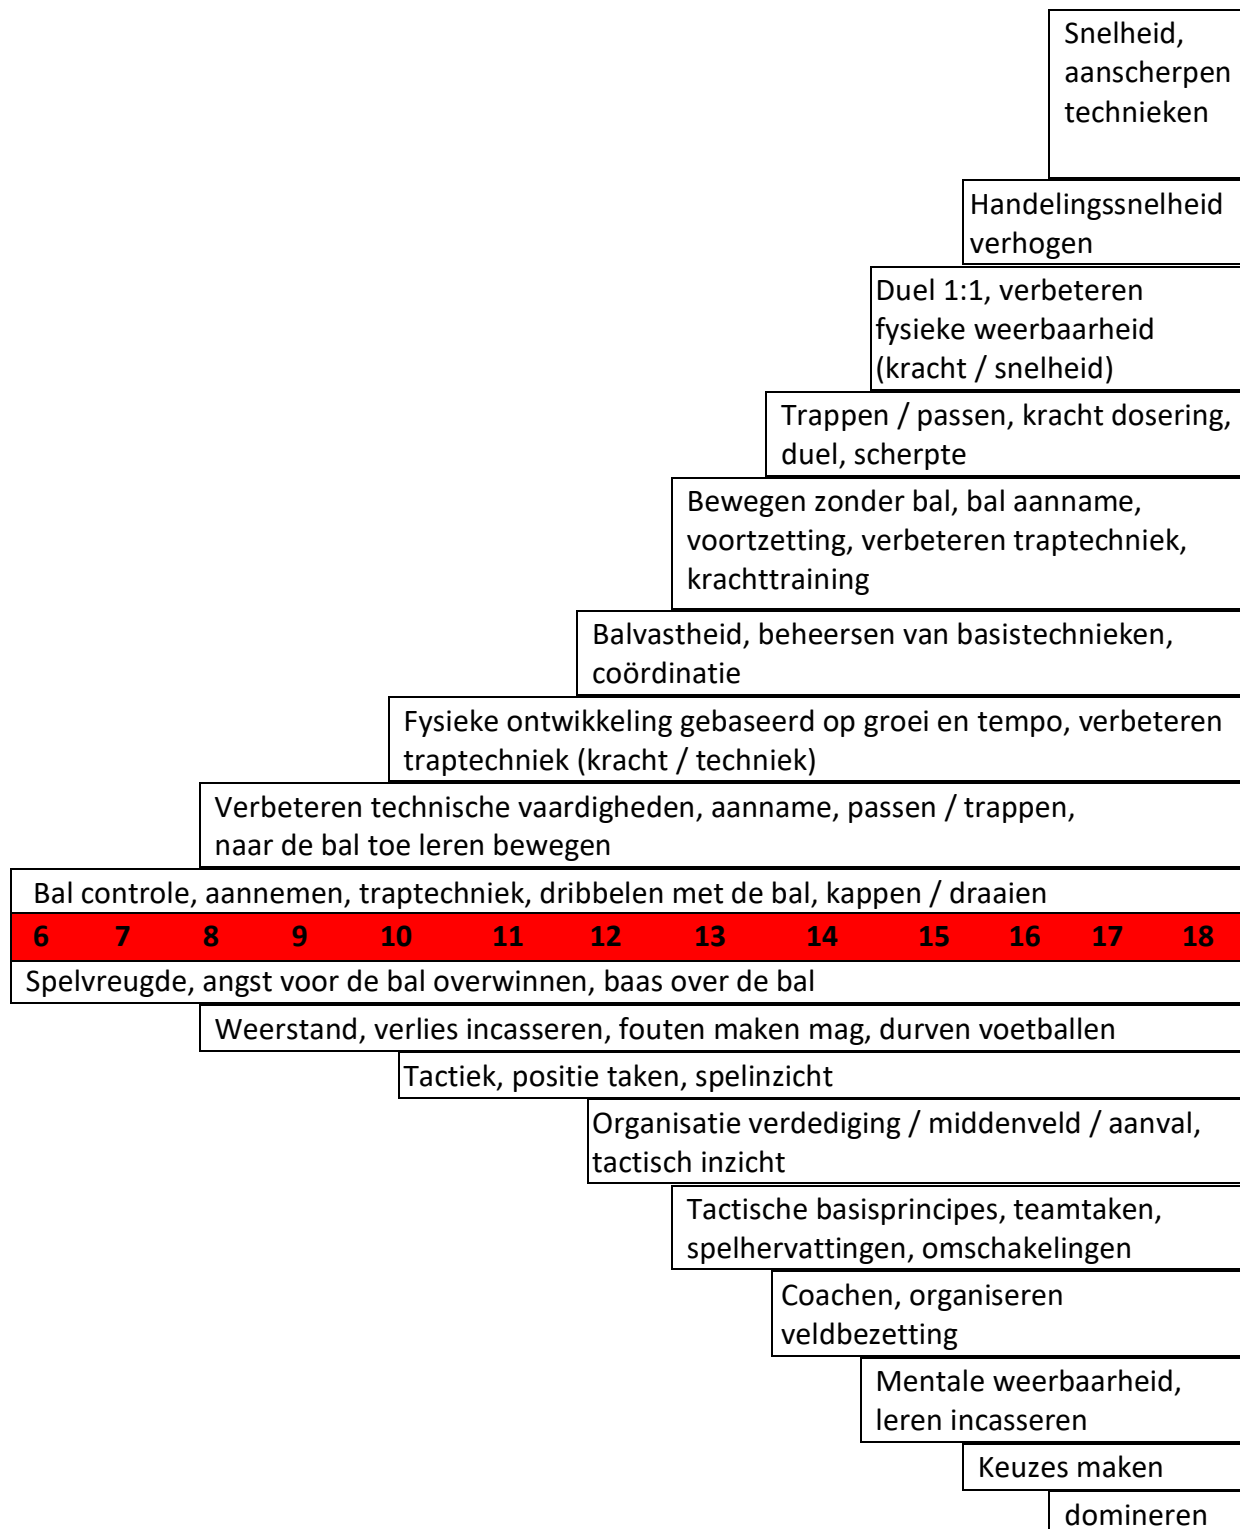 Snelheid,
aanscherpen
technieken
Handelingssnelheid
verhogen
Duel 1:1, verbeteren
fysieke weerbaarheid
(kracht / snelheid)
Trappen / passen, kracht dosering,
duel, scherpte
Bewegen zonder bal, bal aanname,
voortzetting, verbeteren traptechniek,
krachttraining
Balvastheid, beheersen van basistechnieken,
coördinatie
Fysieke ontwikkeling gebaseerd op groei en tempo, verbeteren
traptechniek (kracht / techniek)
Verbeteren technische vaardigheden, aanname, passen / trappen,
naar de bal toe leren bewegen
Bal controle, aannemen, traptechniek, dribbelen met de bal, kappen / draaien
6 7 8 9 10 11 12 13 14 15 16 17 18
Spelvreugde, angst voor de bal overwinnen, baas over de bal
Weerstand, verlies incasseren, fouten maken mag, durven voetballen
Tactiek, positie taken, spelinzicht
Organisatie verdediging / middenveld / aanval,
tactisch inzicht
Tactische basisprincipes, teamtaken,
spelhervattingen, omschakelingen
Coachen, organiseren
veldbezetting
Mentale weerbaarheid,
leren incasseren
Keuzes maken
domineren